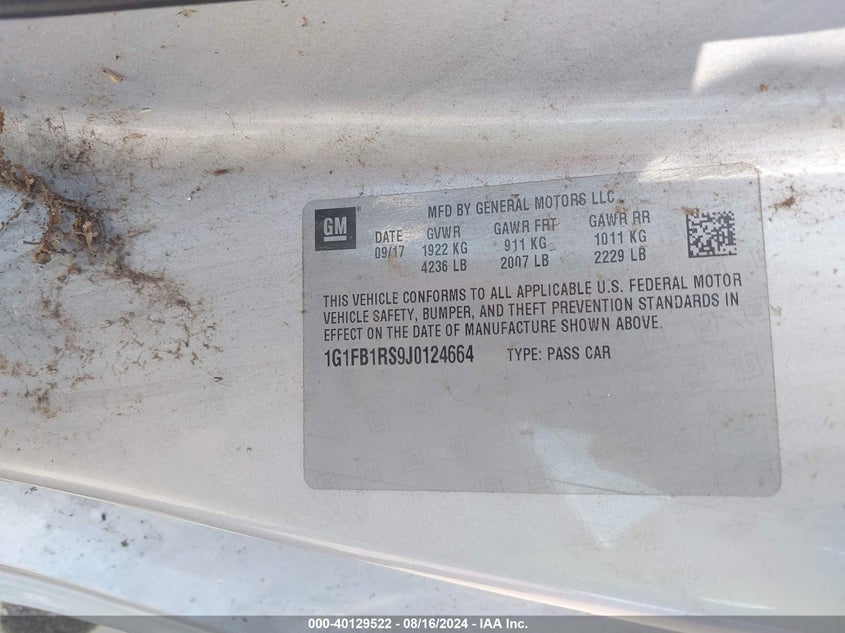 MFD BY GENERAL MOTORS LLC
GM
DATE GVWR GAWR FRT GAWR RR
09/17 1922 KG 911 KG 1011 KG
4236 LB 2007 LB 2229 LB
THIS VEHICLE CONFORMS TO ALL APPLICABLE U.S. FEDERAL MOTOR
VEHICLE SAFETY, BUMPER, AND THEFT PREVENTION STANDARDS IN
EFFECT ON THE DATE OF MANUFACTURE SHOWN ABOVE.
1G1FB1RS9J0124664 TYPE: PASS CAR
000-40129522 - 08/16/2024 - IAA Inc.